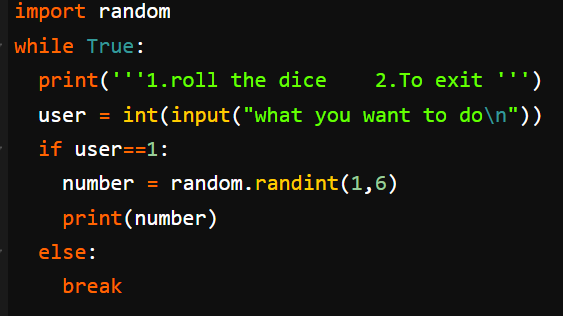 import random
while True:
  print('''1.roll the dice    2.To exit ''')
  user = int(input("what you want to do\n"))
  if user==1:
    number = random.randint(1,6)
    print(number)
  else:
    break